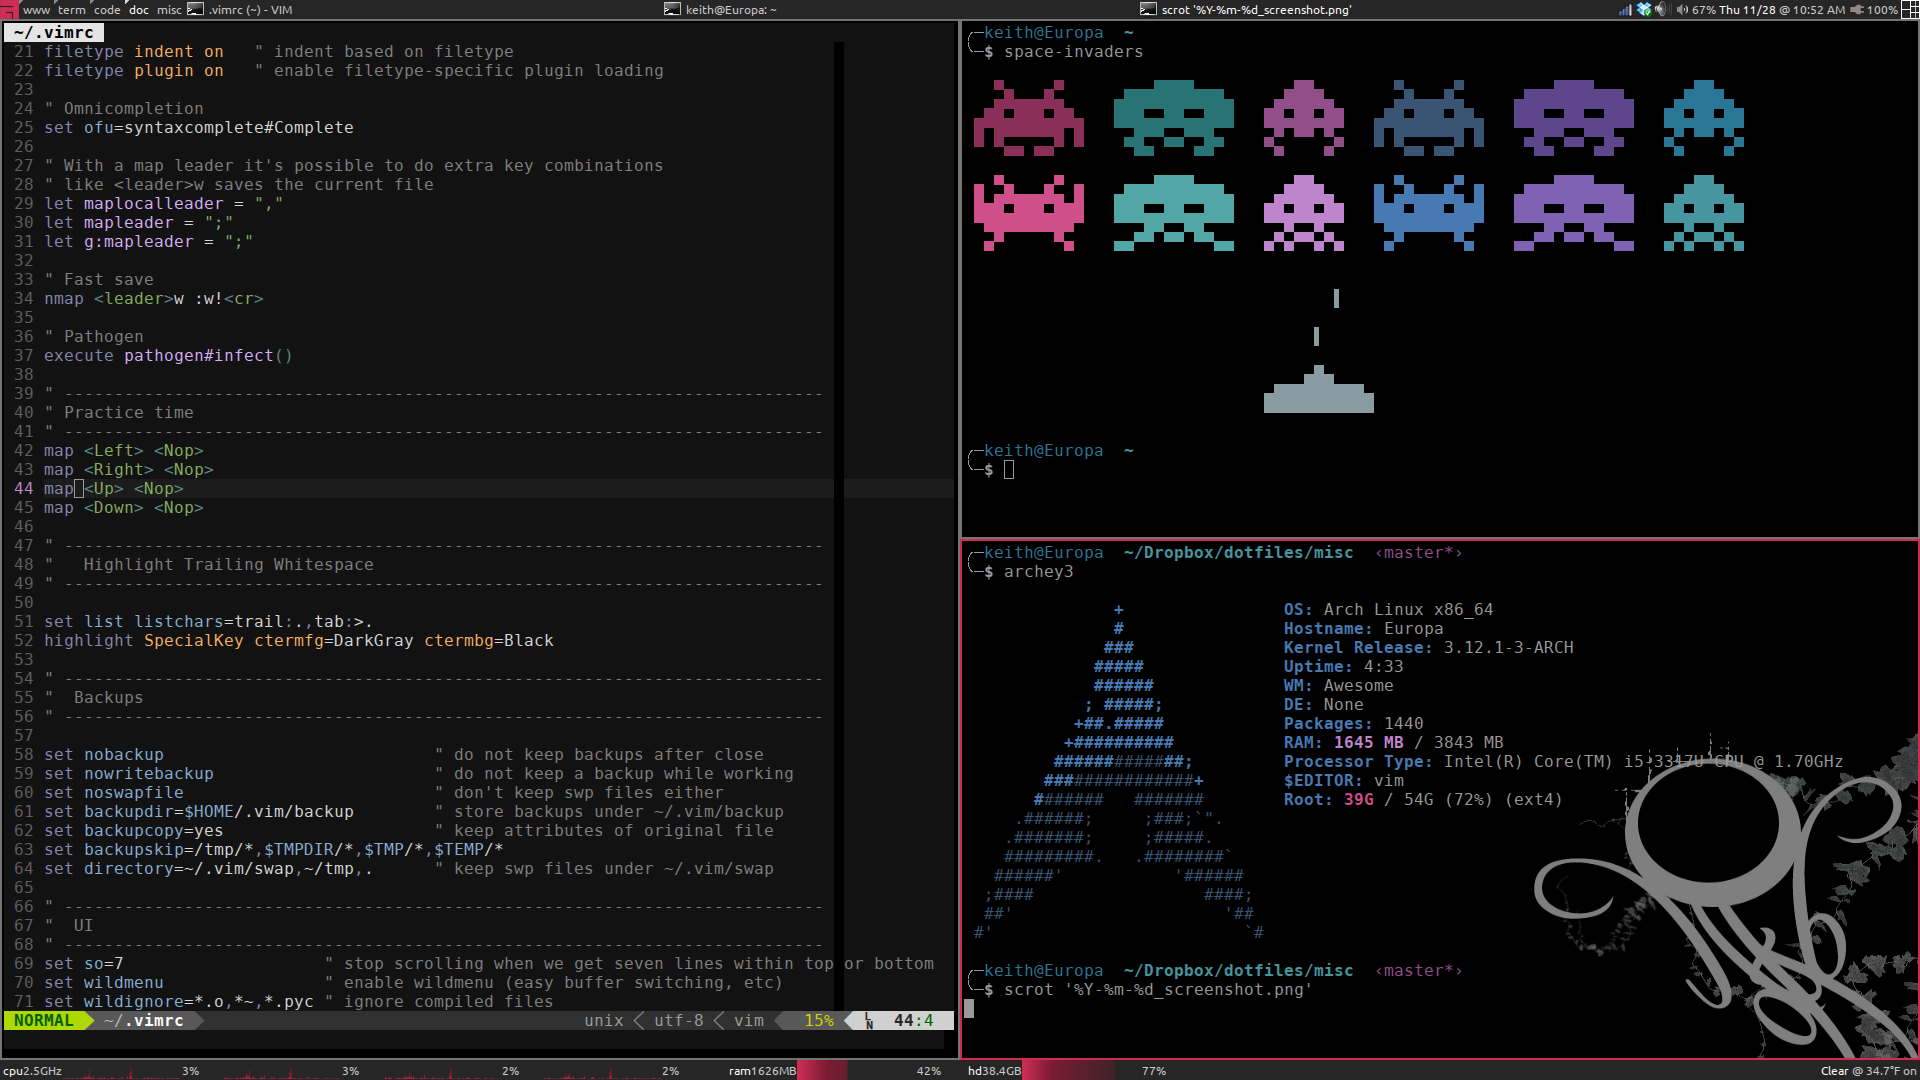 www term code doc misc .vimrc (~) - VIM keith@Europa: ~ scrot '%Y-%m-%d_screenshot.png' 67% Thu 11/28 @ 10:52 AM 100%
~/.vimrc
21 filetype indent on   " indent based on filetype
22 filetype plugin on   " enable filetype-specific plugin loading
23
24 " Omnicompletion
25 set ofu=syntaxcomplete#Complete
26
27 " With a map leader it's possible to do extra key combinations
28 " like <leader>w saves the current file
29 let maplocalleader = ","
30 let mapleader = ";"
31 let g:mapleader = ";"
32
33 " Fast save
34 nmap <leader>w :w!<cr>
35
36 " Pathogen
37 execute pathogen#infect()
38
39 " ----------------------------------------------------------------------------
40 " Practice time
41 " ----------------------------------------------------------------------------
42 map <Left> <Nop>
43 map <Right> <Nop>
44 map <Up> <Nop>
45 map <Down> <Nop>
46
47 " ----------------------------------------------------------------------------
48 "   Highlight Trailing Whitespace
49 " ----------------------------------------------------------------------------
50
51 set list listchars=trail:.,tab:>.
52 highlight SpecialKey ctermfg=DarkGray ctermbg=Black
53
54 " ----------------------------------------------------------------------------
55 "  Backups
56 " ----------------------------------------------------------------------------
57
58 set nobackup                           " do not keep backups after close
59 set nowritebackup                      " do not keep a backup while working
60 set noswapfile                         " don't keep swp files either
61 set backupdir=$HOME/.vim/backup        " store backups under ~/.vim/backup
62 set backupcopy=yes                     " keep attributes of original file
63 set backupskip=/tmp/*,$TMPDIR/*,$TMP/*,$TEMP/*
64 set directory=~/.vim/swap,~/tmp,.      " keep swp files under ~/.vim/swap
65
66 " ----------------------------------------------------------------------------
67 "  UI
68 " ----------------------------------------------------------------------------
69 set so=7                    " stop scrolling when we get seven lines within top or bottom
70 set wildmenu                " enable wildmenu (easy buffer switching, etc)
71 set wildignore=*.o,*~,*.pyc " ignore compiled files
NORMAL ~/.vimrc unix utf-8 vim 15% LN 44:4
keith@Europa  ~
$ space-invaders
keith@Europa  ~
$
keith@Europa  ~/Dropbox/dotfiles/misc  ‹master*›
$ archey3
+ OS: Arch Linux x86_64
# Hostname: Europa
### Kernel Release: 3.12.1-3-ARCH
##### Uptime: 4:33
###### WM: Awesome
; #####; DE: None
+##.##### Packages: 1440
+########## RAM: 1645 MB / 3843 MB
#############; Processor Type: Intel(R) Core(TM) i5-3317U CPU @ 1.70GHz
###############+ $EDITOR: vim
#######   ####### Root: 39G / 54G (72%) (ext4)
.######;     ;###;`".
.#######;     ;#####.
#########.   .########`
######'           '######
;####                 ####;
##'                     '##
#'                         `#
keith@Europa  ~/Dropbox/dotfiles/misc  ‹master*›
$ scrot '%Y-%m-%d_screenshot.png'
cpu2.5GHz 3% 3% 2% 2% ram1626MB 42% hd38.4GB 77% Clear @ 34.7°F on